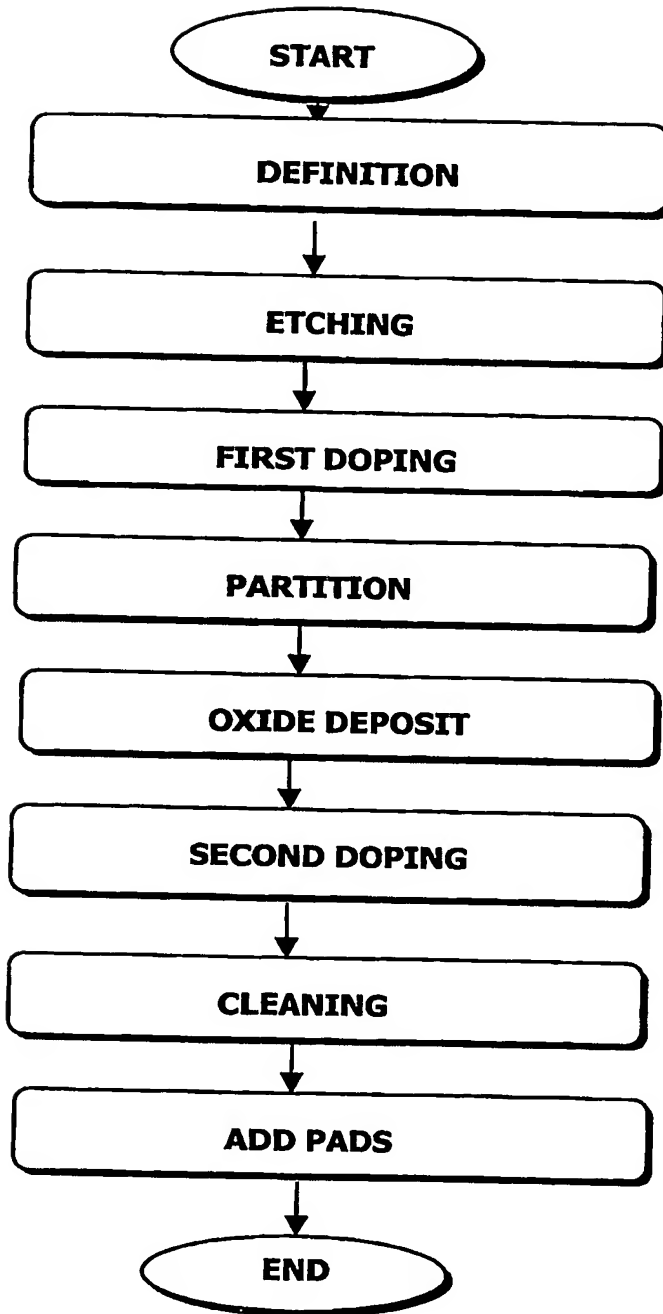 START
DEFINITION
ETCHING
FIRST DOPING
PARTITION
OXIDE DEPOSIT
SECOND DOPING
CLEANING
ADD PADS
END